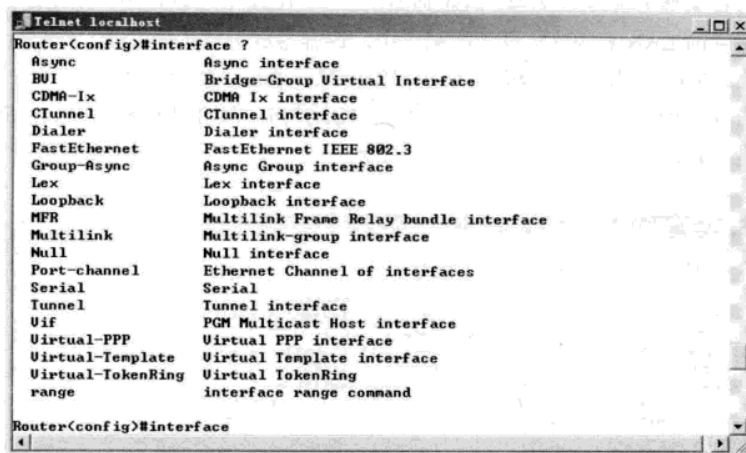 Telnet localhost
Router(config)#interface ?
Async Async interface
BVI Bridge-Group Virtual Interface
CDMA-Ix CDMA Ix interface
CTunnel CTunnel interface
Dialer Dialer interface
FastEthernet FastEthernet IEEE 802.3
Group-Async Async Group interface
Lex Lex interface
Loopback Loopback interface
MFR Multilink Frame Relay bundle interface
Multilink Multilink-group interface
Null Null interface
Port-channel Ethernet Channel of interfaces
Serial Serial
Tunnel Tunnel interface
Vif PGM Multicast Host interface
Virtual-PPP Virtual PPP interface
Virtual-Template Virtual Template interface
Virtual-TokenRing Virtual TokenRing
range interface range command
Router(config)#interface